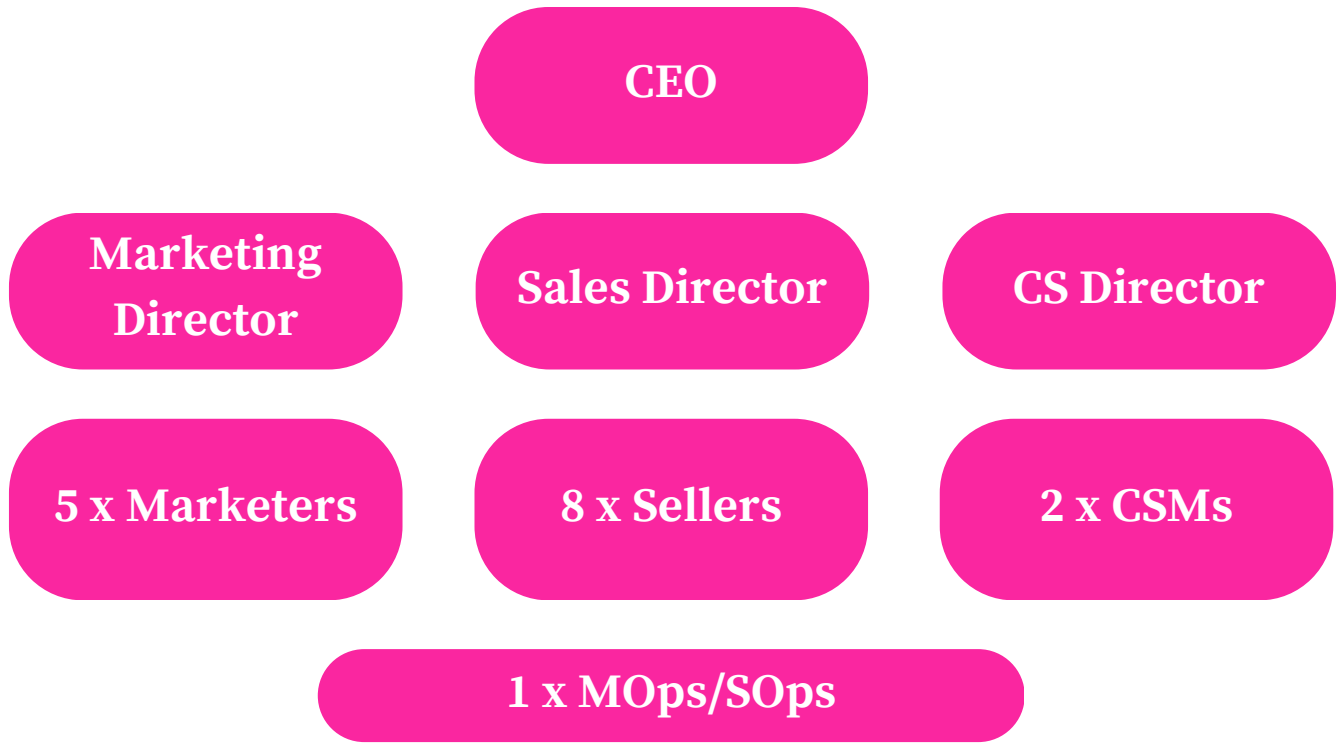 CEO
Marketing
Director
Sales Director
CS Director
5 x Marketers
8 x Sellers
2 x CSMs
1 x MOps/SOps